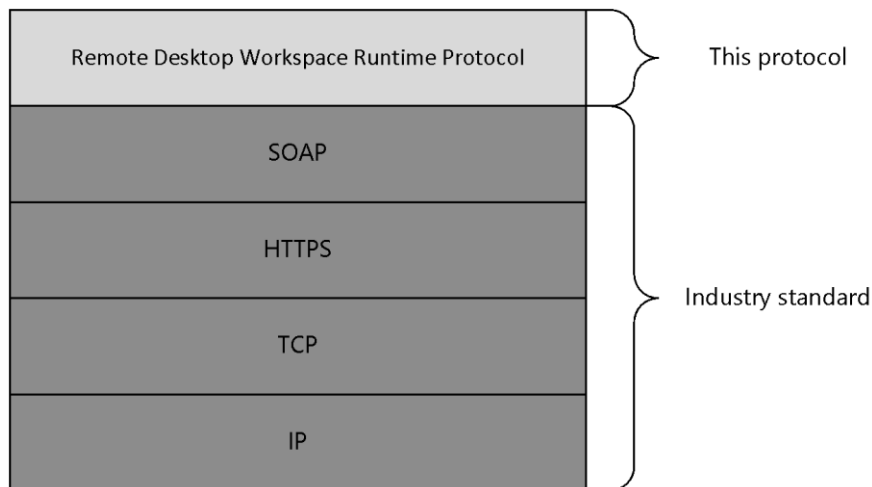 Remote Desktop Workspace Runtime Protocol
This protocol
SOAP
HTTPS
Industry standard
TCP
IP